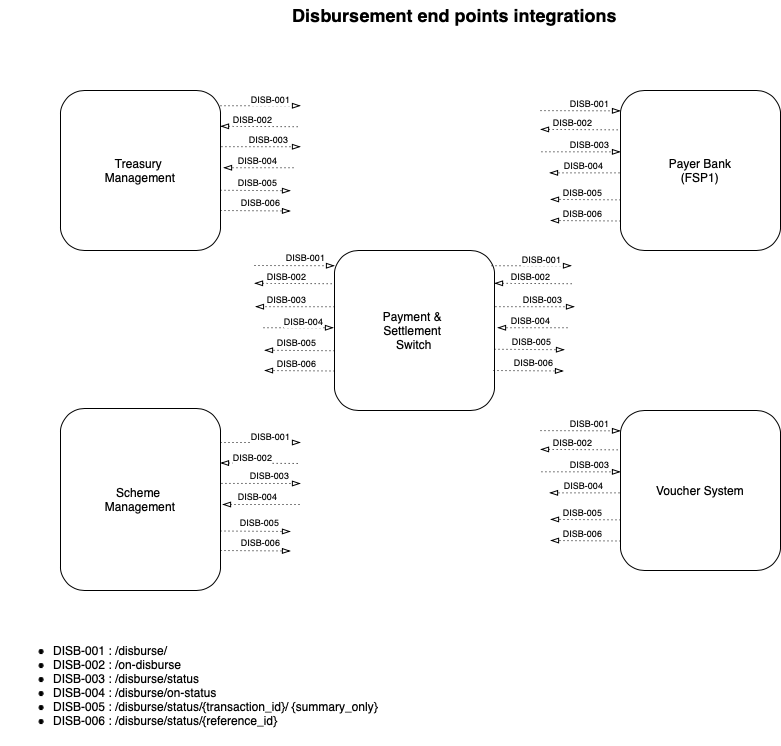 Disbursement end points integrations
DISB-001
DISB-002
DISB-003
DISB-004
DISB-005
DISB-006
Treasury
Management
DISB-001
DISB-002
DISB-003
DISB-004
DISB-005
DISB-006
Payer Bank
(FSP1)
DISB-001
DISB-002
DISB-003
DISB-004
DISB-005
DISB-006
Payment &
Settlement
Switch
DISB-001
DISB-002
DISB-003
DISB-004
DISB-005
DISB-006
DISB-001
DISB-002
DISB-003
DISB-004
DISB-005
DISB-006
Scheme
Management
DISB-001
DISB-002
DISB-003
DISB-004
DISB-005
DISB-006
Voucher System
● DISB-001 : /disburse/
● DISB-002 : /on-disburse
● DISB-003 : /disburse/status
● DISB-004 : /disburse/on-status
● DISB-005 : /disburse/status/{transaction_id}/ {summary_only}
● DISB-006 : /disburse/status/{reference_id}